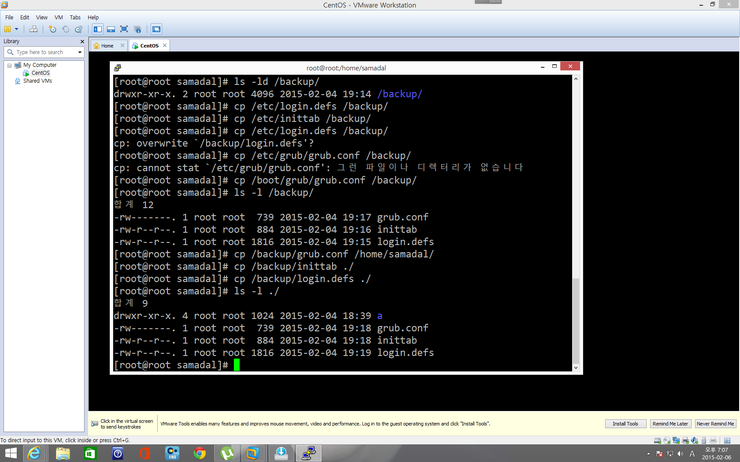 CentOS - VMware Workstation
File Edit View VM Tabs Help
Library
Type here to search
My Computer
CentOS
Shared VMs
Home
CentOS
root@root:/home/samadal
[root@root samadal]# ls -ld /backup/
drwxr-xr-x. 2 root root 4096 2015-02-04 19:14 /backup/
[root@root samadal]# cp /etc/login.defs /backup/
[root@root samadal]# cp /etc/inittab /backup/
[root@root samadal]# cp /etc/login.defs /backup/
cp: overwrite `/backup/login.defs'?
[root@root samadal]# cp /etc/grub/grub.conf /backup/
cp: cannot stat `/etc/grub/grub.conf': 그런 파일이나 디렉터리가 없습니다
[root@root samadal]# cp /boot/grub/grub.conf /backup/
[root@root samadal]# ls -l /backup/
합계 12
-rw-------. 1 root root 739 2015-02-04 19:17 grub.conf
-rw-r--r--. 1 root root 884 2015-02-04 19:16 inittab
-rw-r--r--. 1 root root 1816 2015-02-04 19:15 login.defs
[root@root samadal]# cp /backup/grub.conf /home/samadal/
[root@root samadal]# cp /backup/inittab ./
[root@root samadal]# cp /backup/login.defs ./
[root@root samadal]# ls -l ./
합계 9
drwxr-xr-x. 4 root root 1024 2015-02-04 18:39 a
-rw-------. 1 root root 739 2015-02-04 19:18 grub.conf
-rw-r--r--. 1 root root 884 2015-02-04 19:18 inittab
-rw-r--r--. 1 root root 1816 2015-02-04 19:19 login.defs
[root@root samadal]#
Click in the virtual screen
to send keystrokes
VMware Tools enables many features and improves mouse movement, video and performance. Log in to the guest operating system and click "Install Tools".
Install Tools
Remind Me Later
Never Remind Me
To direct input to this VM, click inside or press Ctrl+G.
A
오후 7:07
2015-02-06